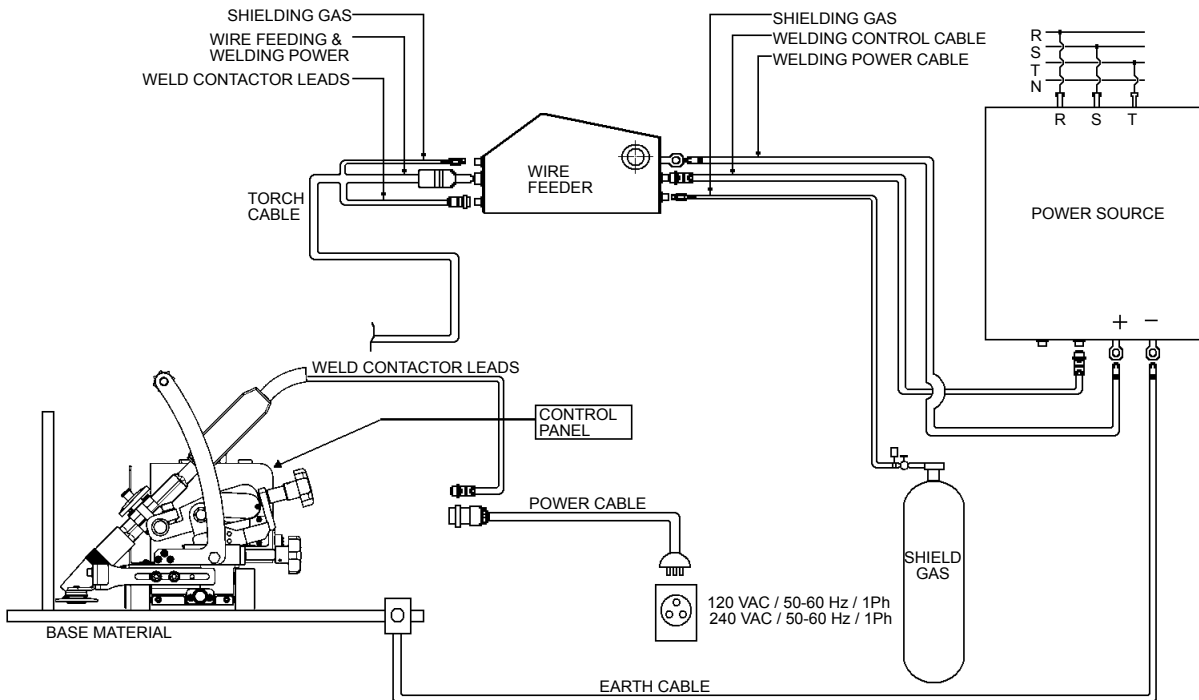 SHIELDING GAS
WIRE FEEDING &
WELDING POWER
WELD CONTACTOR LEADS
SHIELDING GAS
WELDING CONTROL CABLE
WELDING POWER CABLE
R
S
T
N
R S T
WIRE
FEEDER
TORCH
CABLE
POWER SOURCE
+ −
WELD CONTACTOR LEADS
CONTROL
PANEL
POWER CABLE
SHIELD
GAS
120 VAC / 50-60 Hz / 1Ph
240 VAC / 50-60 Hz / 1Ph
BASE MATERIAL
EARTH CABLE